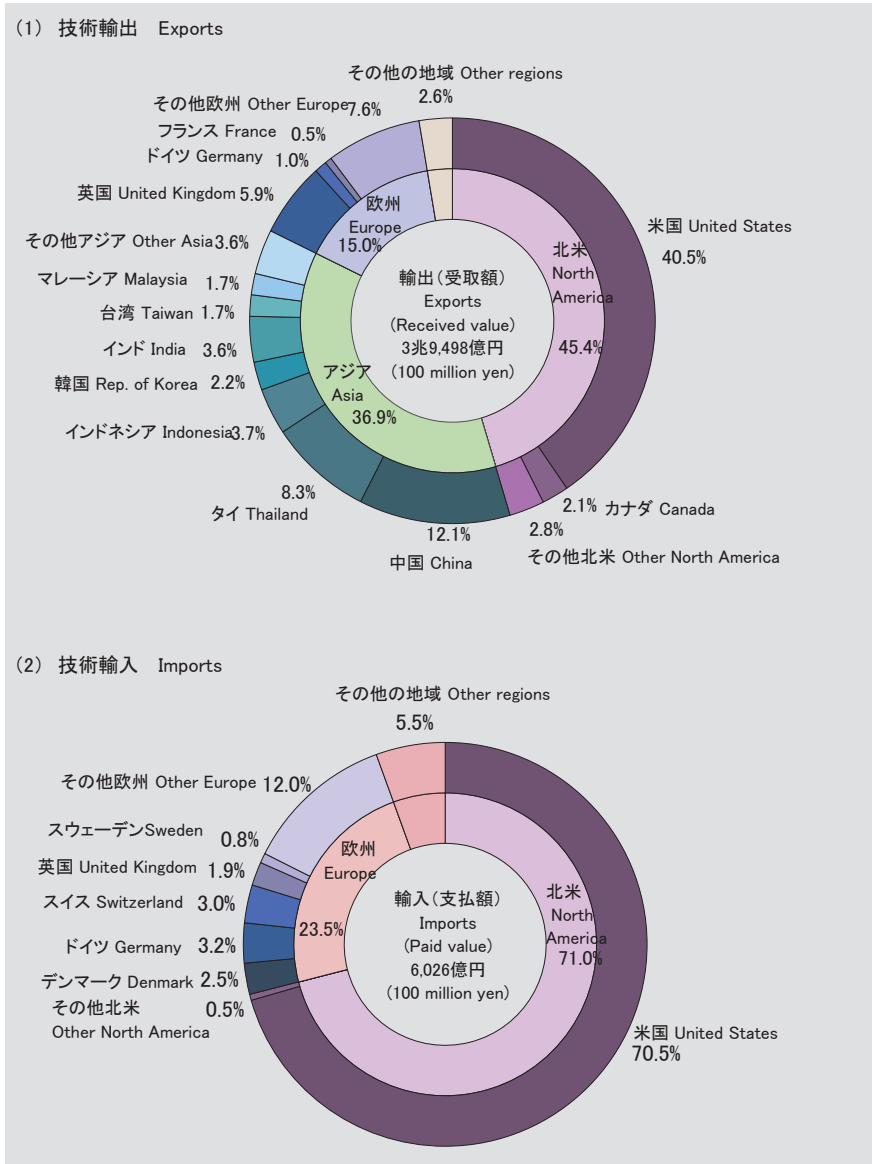 (1) 技術輸出 Exports
その他の地域 Other regions
2.6%
その他欧州 Other Europe 7.6%
フランス France 0.5%
ドイツ Germany 1.0%
英国 United Kingdom 5.9%
その他アジア Other Asia 3.6%
マレーシア Malaysia 1.7%
台湾 Taiwan 1.7%
インド India 3.6%
韓国 Rep. of Korea 2.2%
インドネシア Indonesia 3.7%
8.3%
タイ Thailand
12.1%
中国 China
2.8%
その他北米 Other North America
2.1% カナダ Canada
米国 United States
40.5%
欧州
Europe
15.0%
北米
North
America
45.4%
アジア
Asia
36.9%
輸出(受取額)
Exports
(Received value)
3兆9,498億円
(100 million yen)
(2) 技術輸入 Imports
その他の地域 Other regions
5.5%
その他欧州 Other Europe 12.0%
スウェーデンSweden 0.8%
英国 United Kingdom 1.9%
スイス Switzerland 3.0%
ドイツ Germany 3.2%
デンマーク Denmark 2.5%
その他北米 0.5%
Other North America
米国 United States
70.5%
欧州
Europe
23.5%
北米
North
America
71.0%
輸入(支払額)
Imports
(Paid value)
6,026億円
(100 million yen)